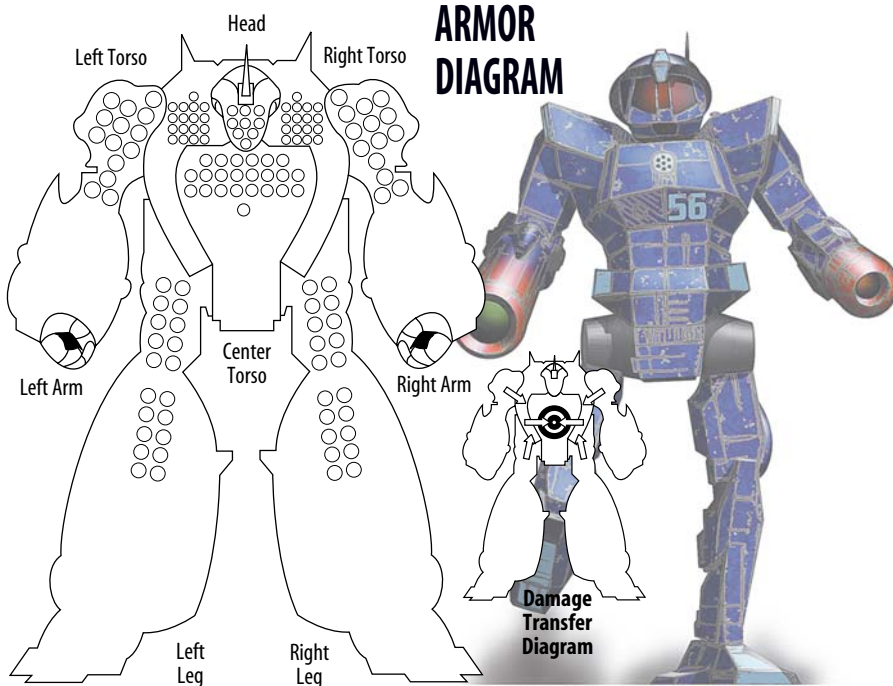 ARMOR
DIAGRAM
Head
Left Torso
Right Torso
56
Center
Torso
Left Arm
Right Arm
Damage
Transfer
Diagram
Left
Leg
Right
Leg